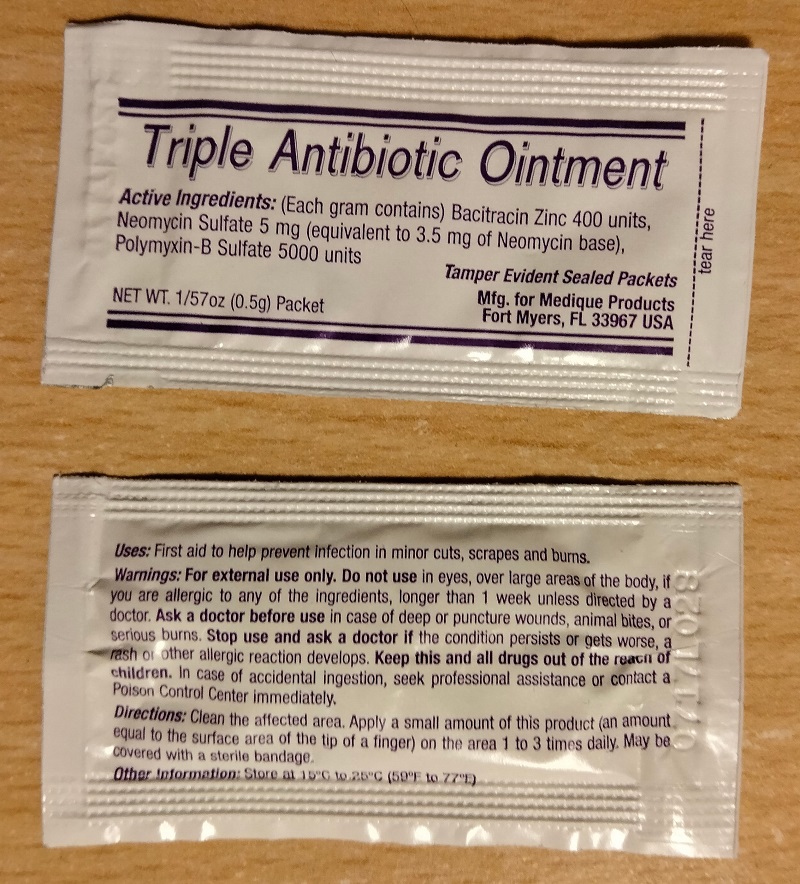 Triple Antibiotic Ointment
Active Ingredients: (Each gram contains) Bacitracin Zinc 400 units,
Neomycin Sulfate 5 mg (equivalent to 3.5 mg of Neomycin base),
Polymyxin-B Sulfate 5000 units
Tamper Evident Sealed Packets
NET WT. 1/57oz (0.5g) Packet
Mfg. for Medique Products
Fort Myers, FL 33967 USA
tear here
Uses: First aid to help prevent infection in minor cuts, scrapes and burns.
Warnings: For external use only. Do not use in eyes, over large areas of the body, if
you are allergic to any of the ingredients, longer than 1 week unless directed by a
doctor. Ask a doctor before use in case of deep or puncture wounds, animal bites, or
serious burns. Stop use and ask a doctor if the condition persists or gets worse, a
rash or other allergic reaction develops. Keep this and all drugs out of the reach of
children. In case of accidental ingestion, seek professional assistance or contact a
Poison Control Center immediately.
Directions: Clean the affected area. Apply a small amount of this product (an amount
equal to the surface area of the tip of a finger) on the area 1 to 3 times daily. May be
covered with a sterile bandage.
Other Information: Store at 15°C to 25°C (59°F to 77°F)